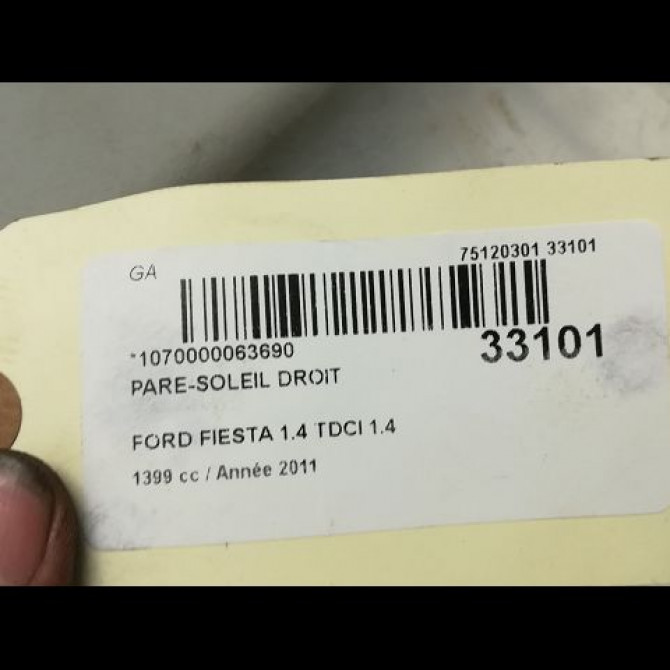 GA
75120301 33101
*1070000063690
33101
PARE-SOLEIL DROIT
FORD FIESTA 1.4 TDCI 1.4
1399 cc / Année 2011